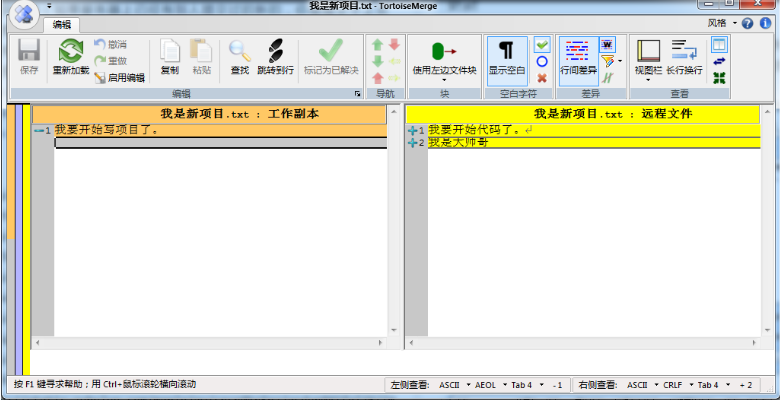 我是新项目.txt - TortoiseMerge
编辑
风格
保存
重新加载
撤消
重做
启用编辑
复制
粘贴
查找
跳转到行
标记为已解决
使用左边文件块
显示空白
行间差异
视图栏
长行换行
编辑
导航
块
空白字符
差异
查看
我是新项目.txt : 工作副本
1 我要开始写项目了。
我是新项目.txt : 远程文件
1 我要开始代码了。
2 我是大帅哥
按 F1 键寻求帮助；用 Ctrl+鼠标滚轮横向滚动
左侧查看: ASCII AEOL Tab 4 - 1
右侧查看: ASCII CRLF Tab 4 + 2